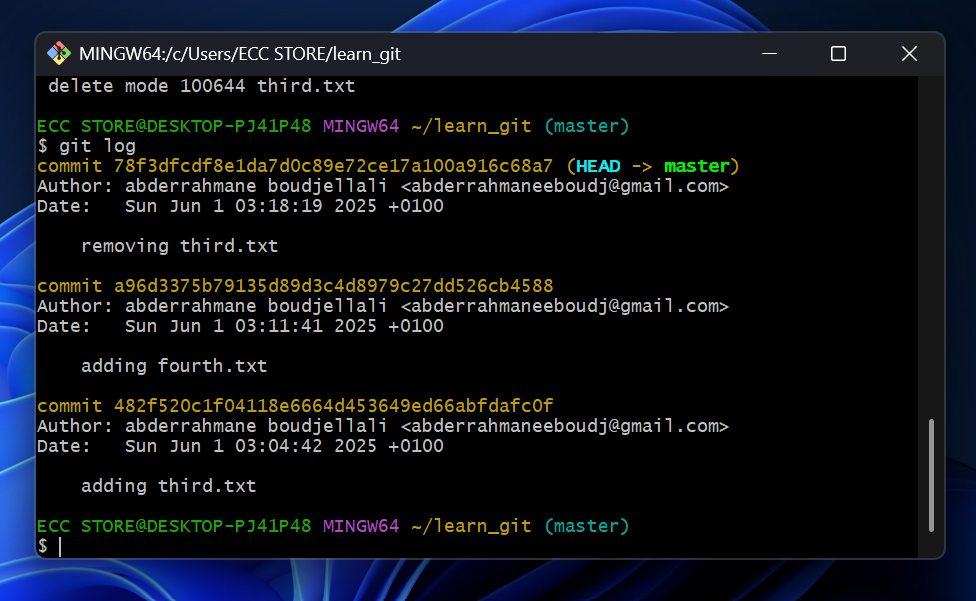 MINGW64:/c/Users/ECC STORE/learn_git
delete mode 100644 third.txt
ECC STORE@DESKTOP-PJ41P48 MINGW64 ~/learn_git (master)
$ git log
commit 78f3dfcdf8e1da7d0c89e72ce17a100a916c68a7 (HEAD -> master)
Author: abderrahmane boudjellali <abderrahmaneeboudj@gmail.com>
Date:   Sun Jun 1 03:18:19 2025 +0100
    removing third.txt
commit a96d3375b79135d89d3c4d8979c27dd526cb4588
Author: abderrahmane boudjellali <abderrahmaneeboudj@gmail.com>
Date:   Sun Jun 1 03:11:41 2025 +0100
    adding fourth.txt
commit 482f520c1f04118e6664d453649ed66abfdafc0f
Author: abderrahmane boudjellali <abderrahmaneeboudj@gmail.com>
Date:   Sun Jun 1 03:04:42 2025 +0100
    adding third.txt
ECC STORE@DESKTOP-PJ41P48 MINGW64 ~/learn_git (master)
$